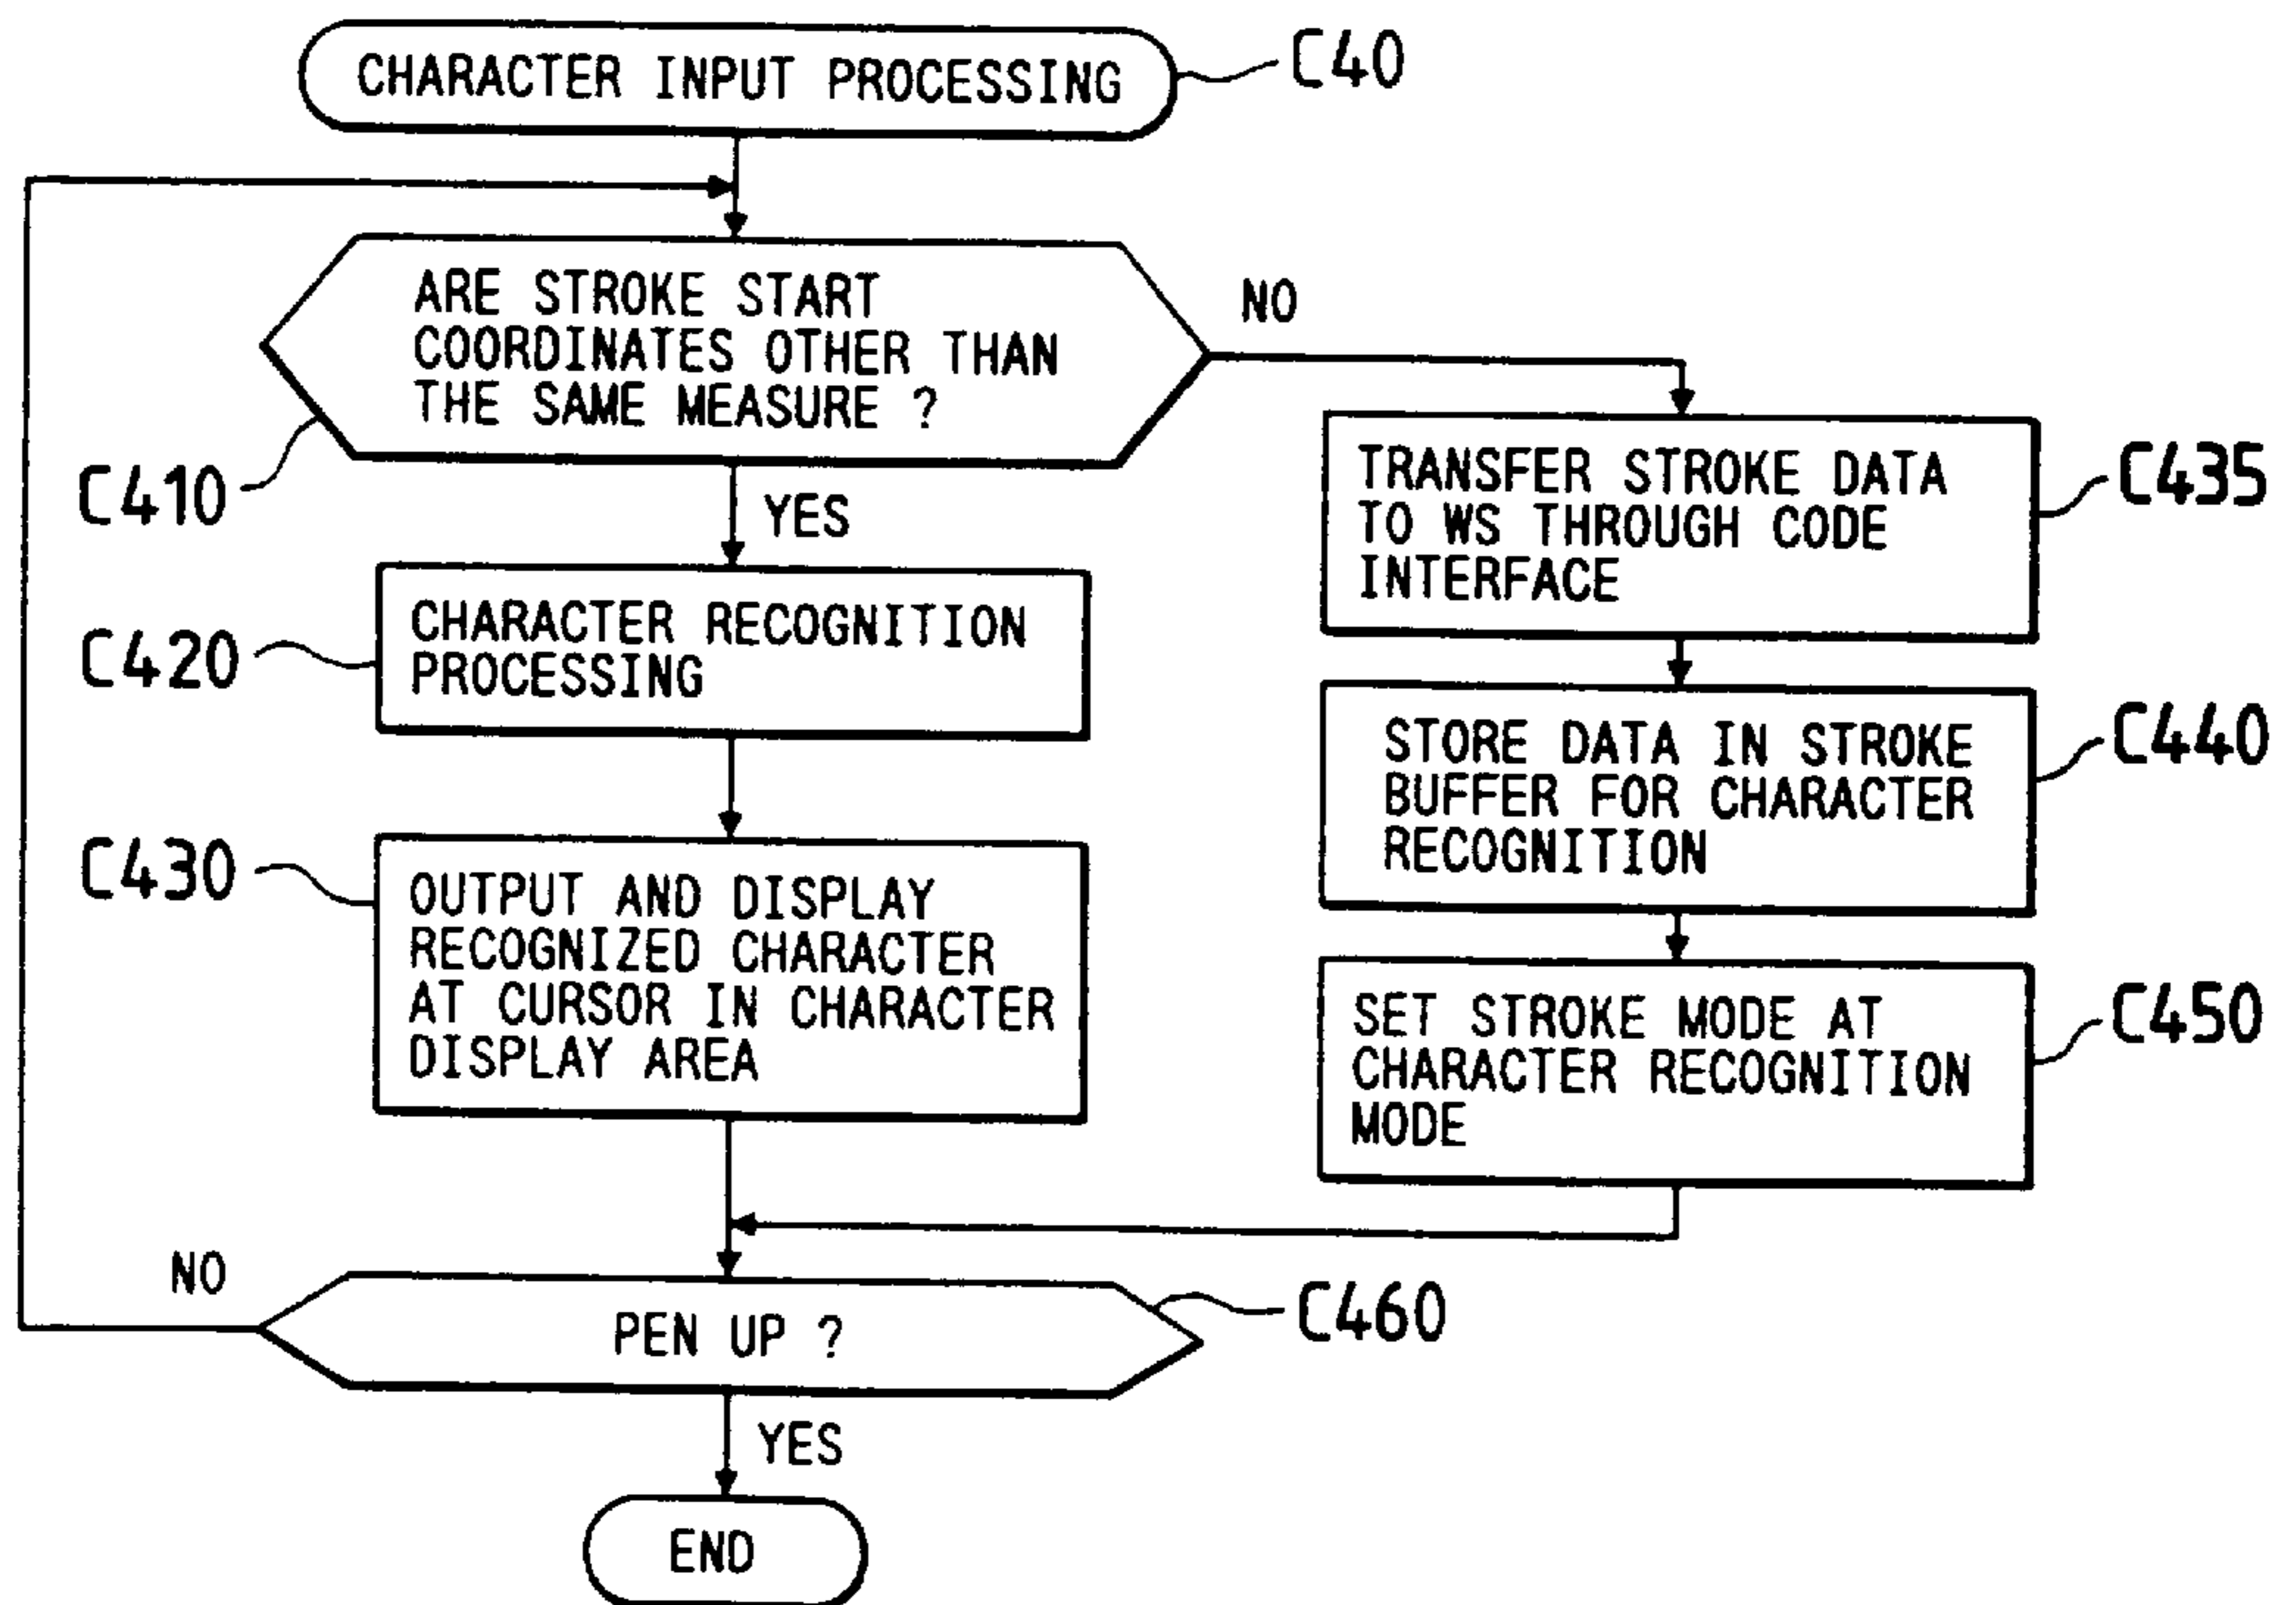 CHARACTER INPUT PROCESSING
C40
ARE STROKE START
COORDINATES OTHER THAN
THE SAME MEASURE ?
C410
NO
YES
TRANSFER STROKE DATA
TO WS THROUGH CODE
INTERFACE
C435
CHARACTER RECOGNITION
PROCESSING
C420
STORE DATA IN STROKE
BUFFER FOR CHARACTER
RECOGNITION
C440
OUTPUT AND DISPLAY
RECOGNIZED CHARACTER
AT CURSOR IN CHARACTER
DISPLAY AREA
C430
SET STROKE MODE AT
CHARACTER RECOGNITION
MODE
C450
NO
PEN UP ?
C460
YES
END